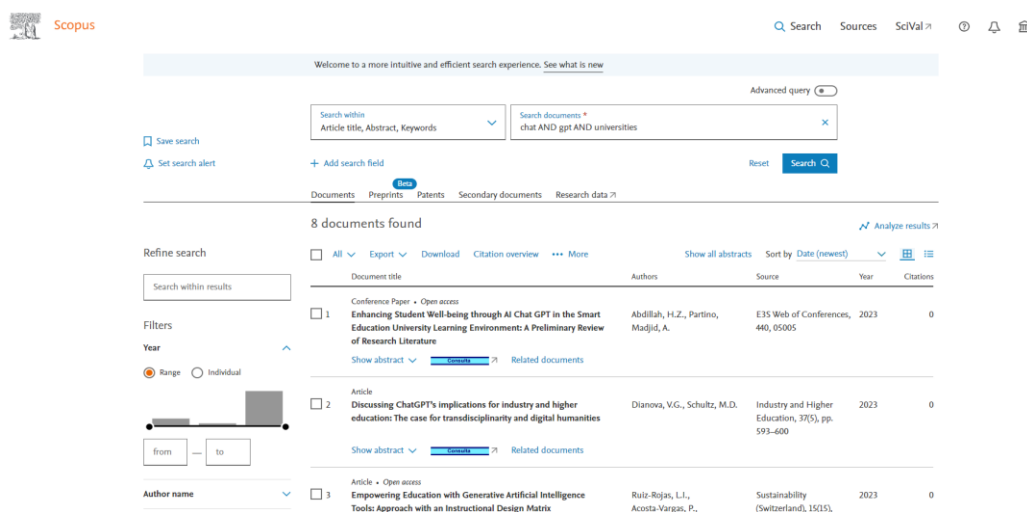 Scopus
Search Sources SciVal
Welcome to a more intuitive and efficient search experience. See what is new
Advanced query
Search within
Article title, Abstract, Keywords
Search documents *
chat AND gpt AND universities
Save search
Set search alert
+ Add search field
Reset Search
Beta
Documents Preprints Patents Secondary documents Research data
8 documents found
Analyze results
Refine search
Search within results
Filters
Year
Range Individual
from — to
Author name
All Export Download Citation overview ••• More Show all abstracts Sort by Date (newest)
Document title Authors Source Year Citations
Conference Paper • Open access
1 Enhancing Student Well-being through AI Chat GPT in the Smart Abdillah, H.Z., Partino, E3S Web of Conferences, 2023 0
Education University Learning Environment: A Preliminary Review Madjid, A. 440, 05005
of Research Literature
Show abstract Consulta Related documents
Article
2 Discussing ChatGPT's implications for industry and higher Dianova, V.G., Schultz, M.D. Industry and Higher 2023 0
education: The case for transdisciplinarity and digital humanities Education, 37(5), pp.
593–600
Show abstract Consulta Related documents
Article • Open access
3 Empowering Education with Generative Artificial Intelligence Ruiz-Rojas, L.I., Sustainability 2023 0
Tools: Approach with an Instructional Design Matrix Acosta-Vargas, P., (Switzerland), 15(15),